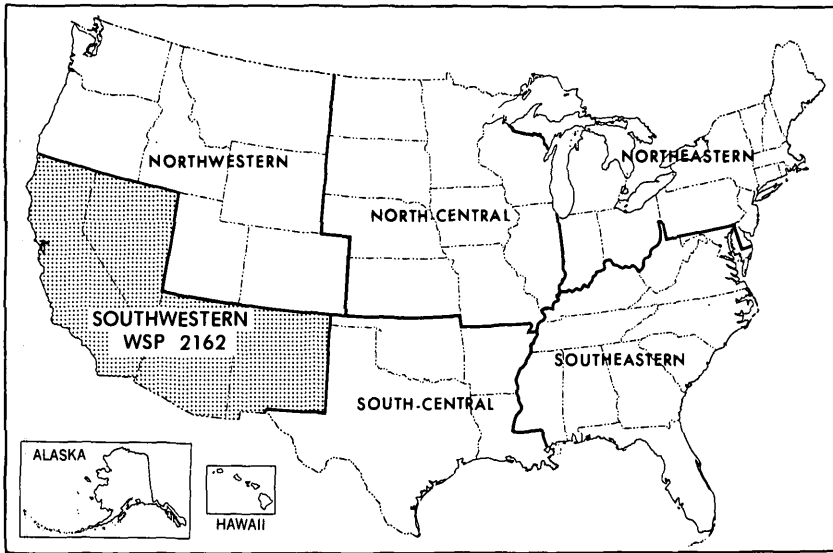 NORTHWESTERN
NORTHEASTERN
NORTH-CENTRAL
SOUTHWESTERN
WSP 2162
SOUTHEASTERN
SOUTH-CENTRAL
ALASKA
HAWAII